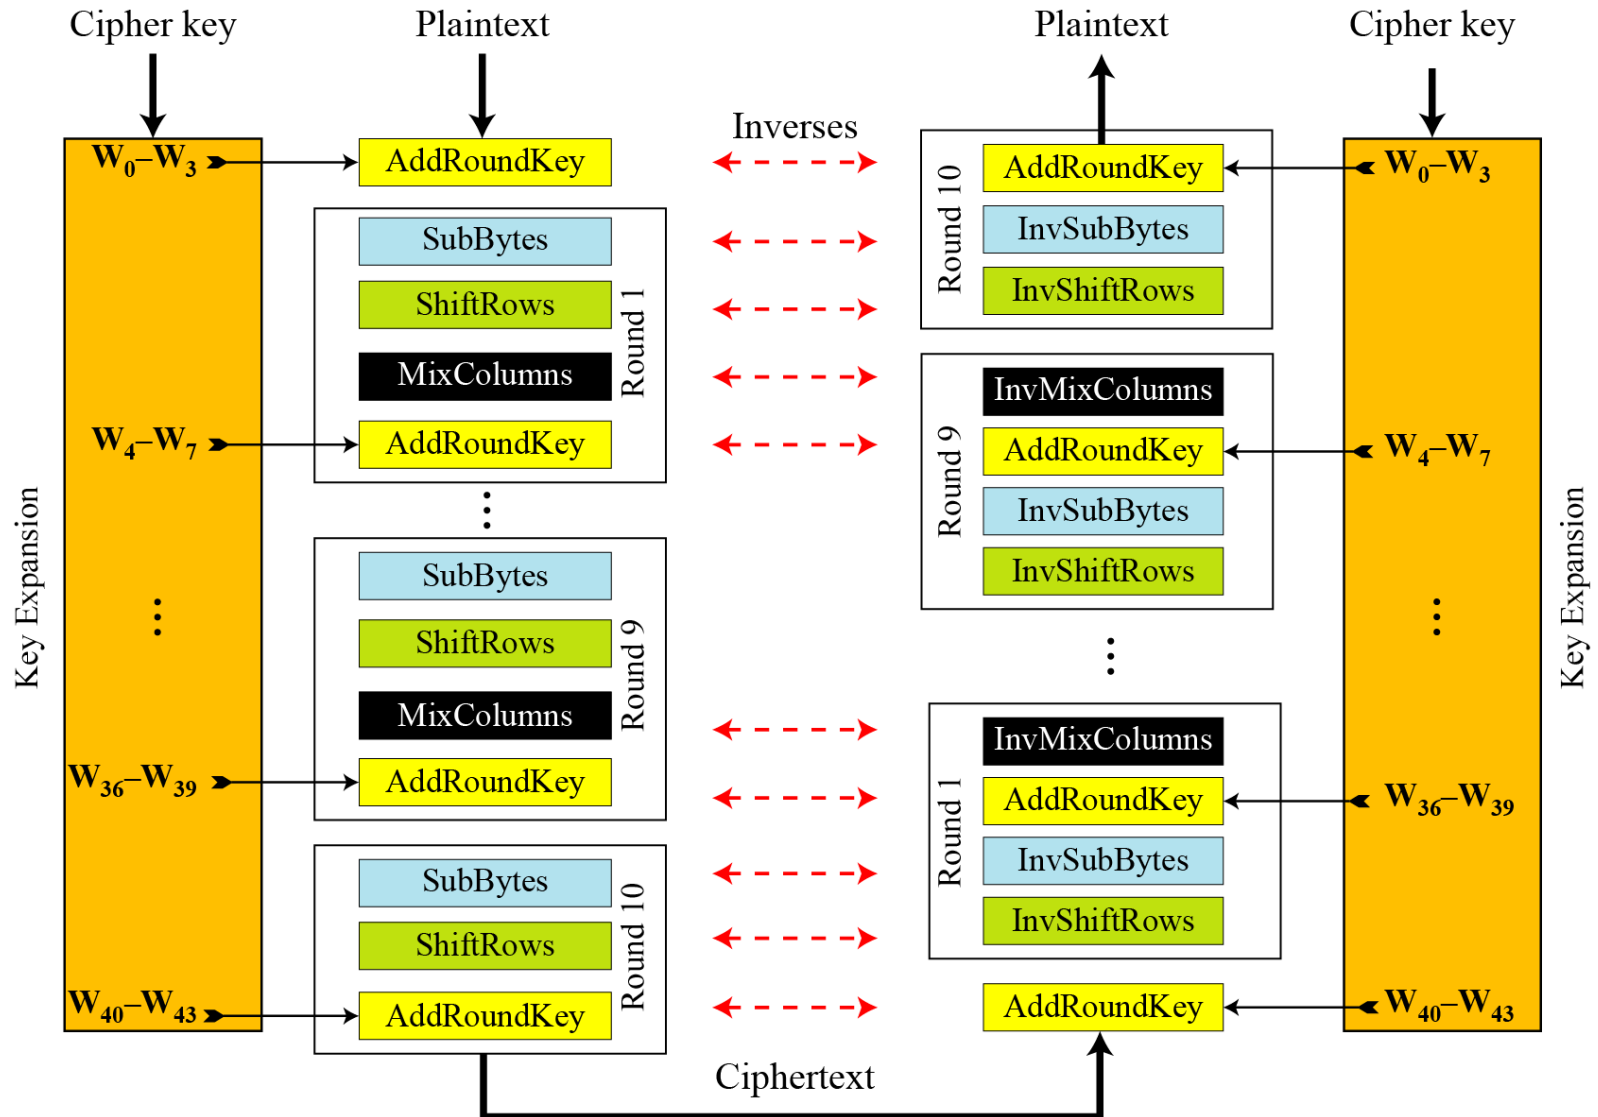 Cipher key
Plaintext
Plaintext
Cipher key
Inverses
W0–W3
AddRoundKey
AddRoundKey
W0–W3
SubBytes
ShiftRows
MixColumns
AddRoundKey
Round 1
W4–W7
InvSubBytes
InvShiftRows
Round 10
InvMixColumns
AddRoundKey
InvSubBytes
InvShiftRows
Round 9
W4–W7
Key Expansion
⋮
⋮
SubBytes
ShiftRows
MixColumns
AddRoundKey
Round 9
W36–W39
⋮
⋮
Key Expansion
InvMixColumns
AddRoundKey
InvSubBytes
InvShiftRows
Round 1
W36–W39
SubBytes
ShiftRows
AddRoundKey
Round 10
W40–W43
AddRoundKey
W40–W43
Ciphertext